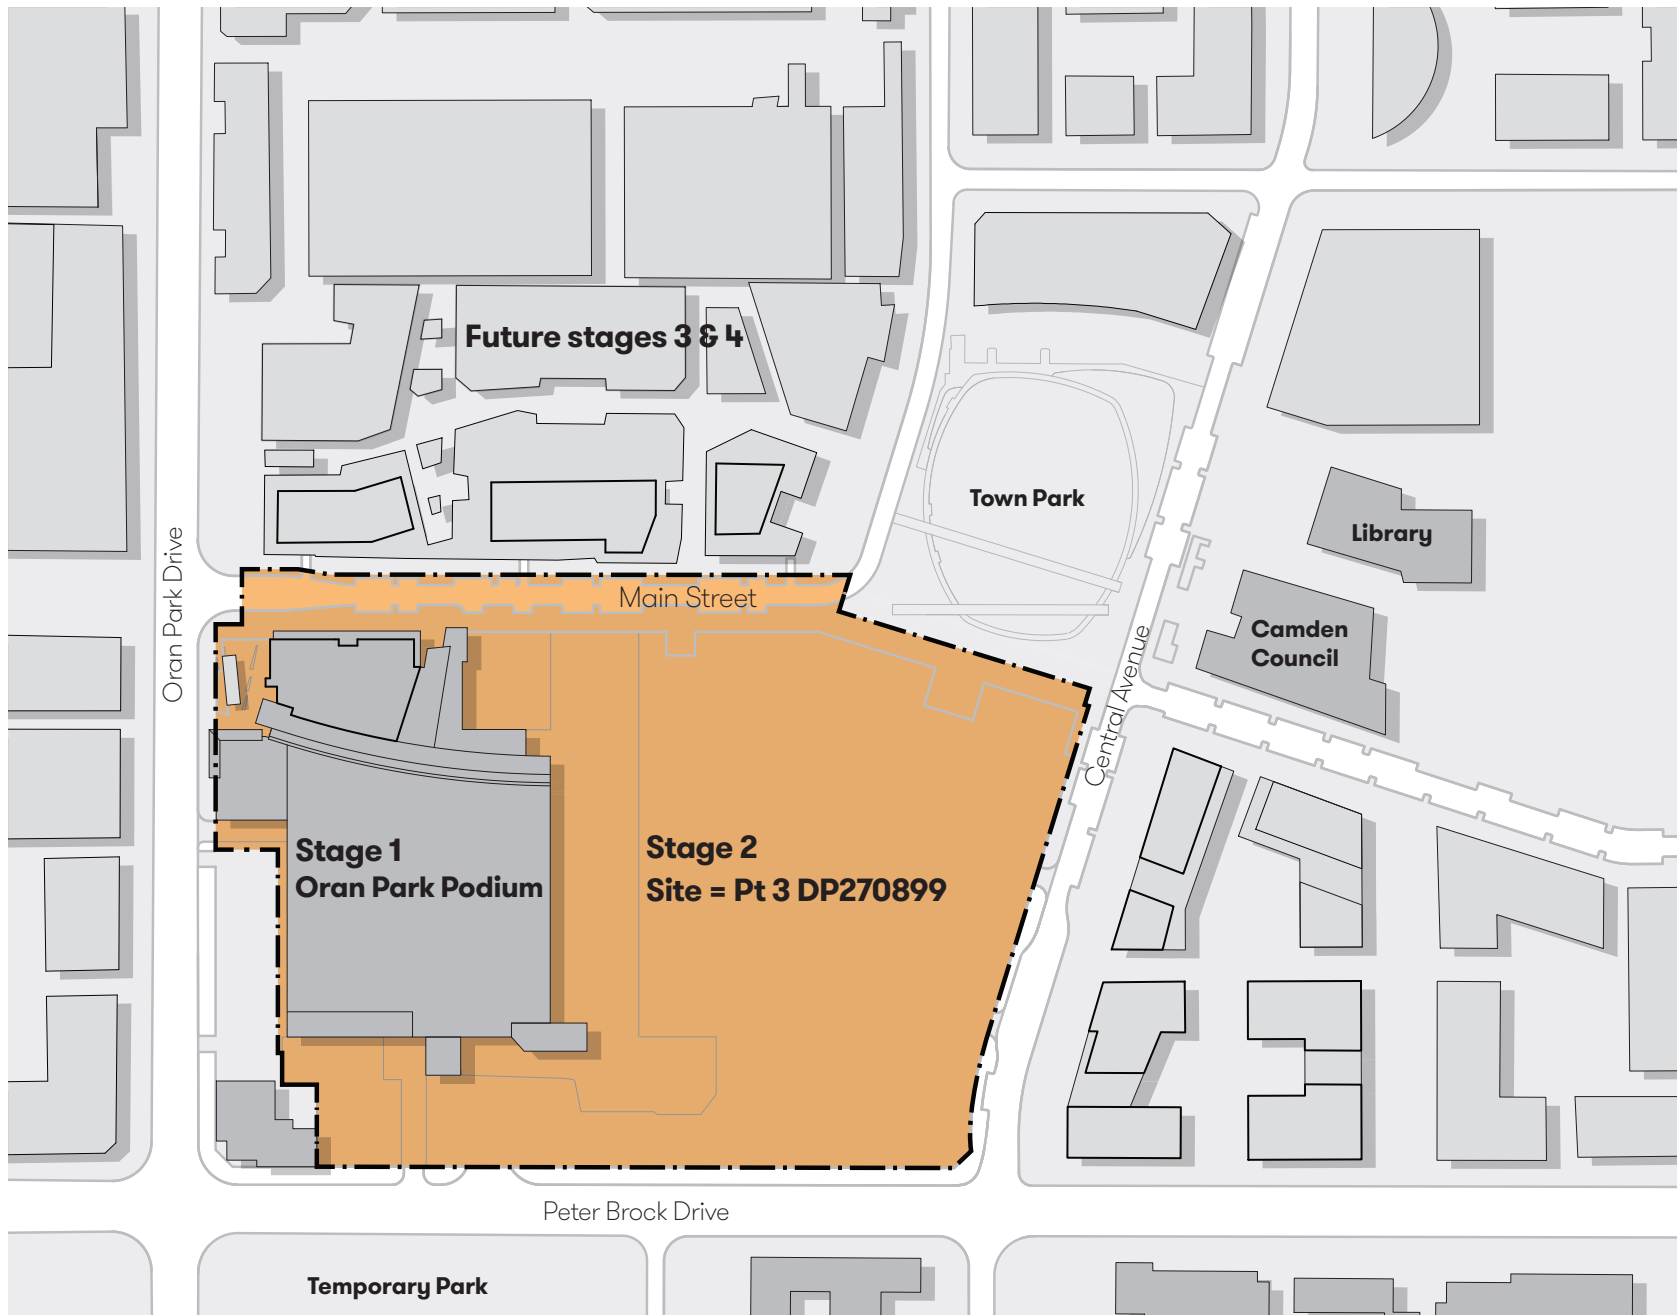 Future stages 3 & 4
Town Park
Library
Oran Park Drive
Main Street
Camden
Council
Central Avenue
Stage 1
Oran Park Podium
Stage 2
Site = Pt 3 DP270899
Peter Brock Drive
Temporary Park